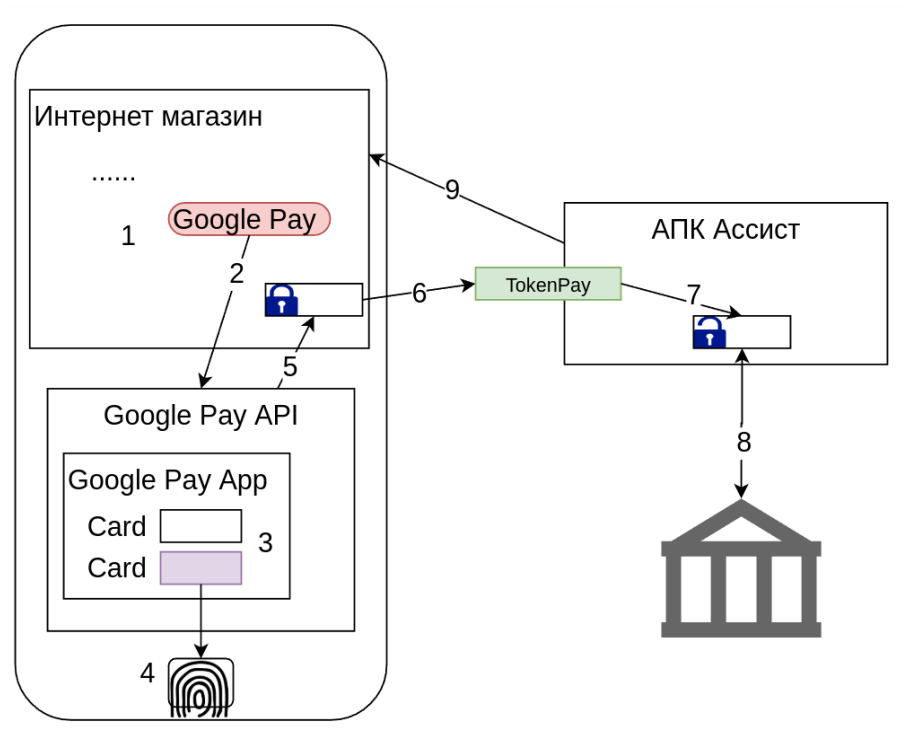 Интернет магазин
......
1
Google Pay
2
5
6
9
TokenPay
АПК Ассист
7
8
Google Pay API
Google Pay App
Card
3
Card
4